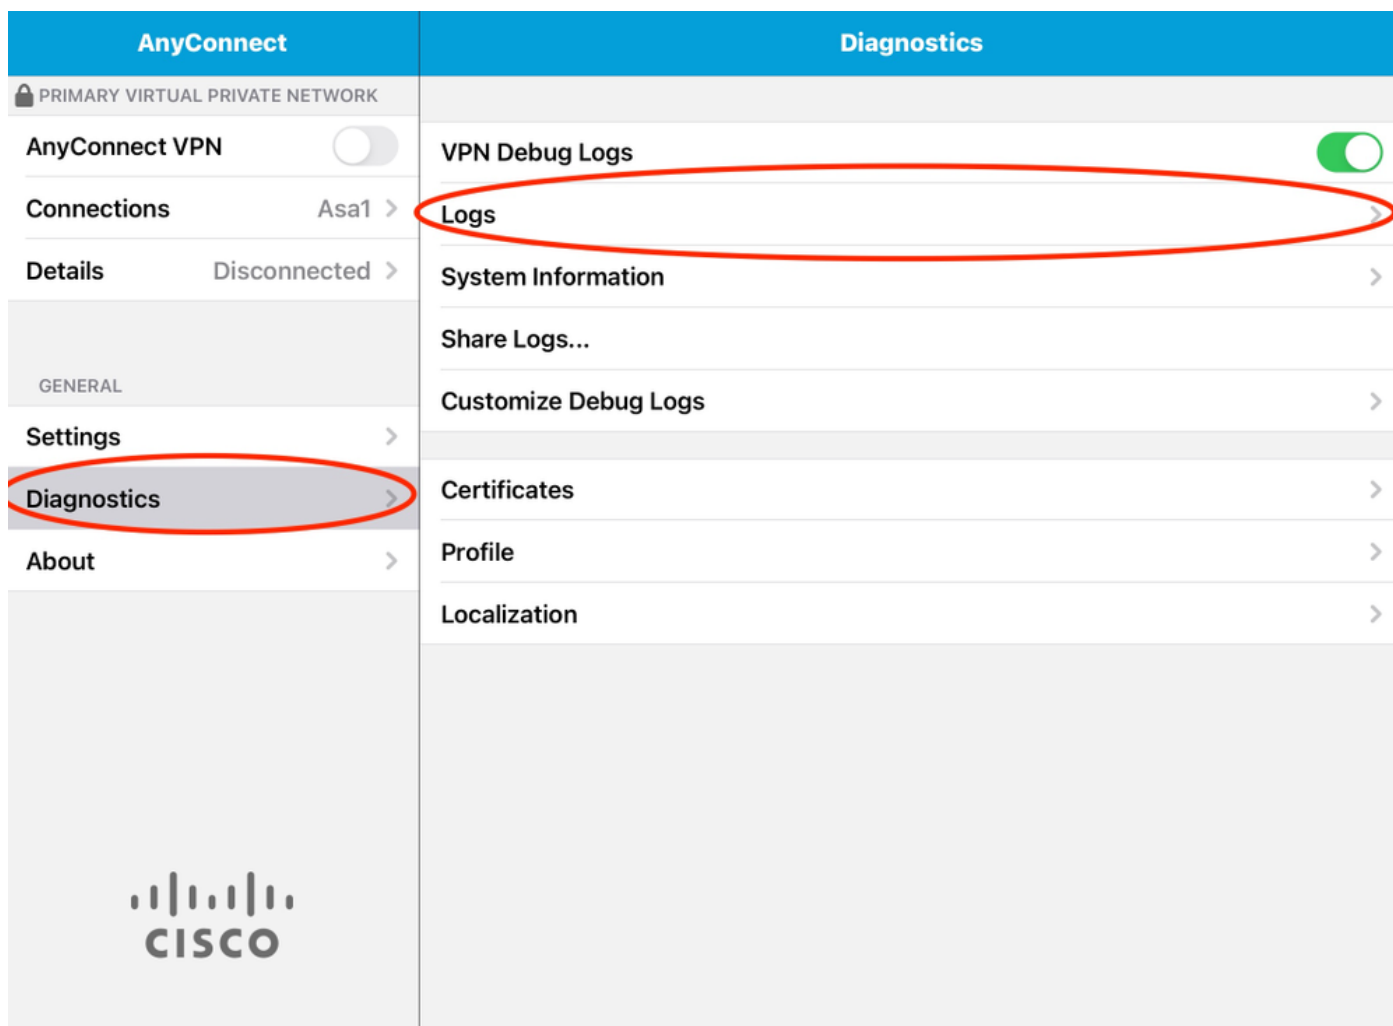 AnyConnect
PRIMARY VIRTUAL PRIVATE NETWORK
AnyConnect VPN
Connections Asa1
Details Disconnected
GENERAL
Settings
Diagnostics
About
CISCO
Diagnostics
VPN Debug Logs
Logs
System Information
Share Logs...
Customize Debug Logs
Certificates
Profile
Localization